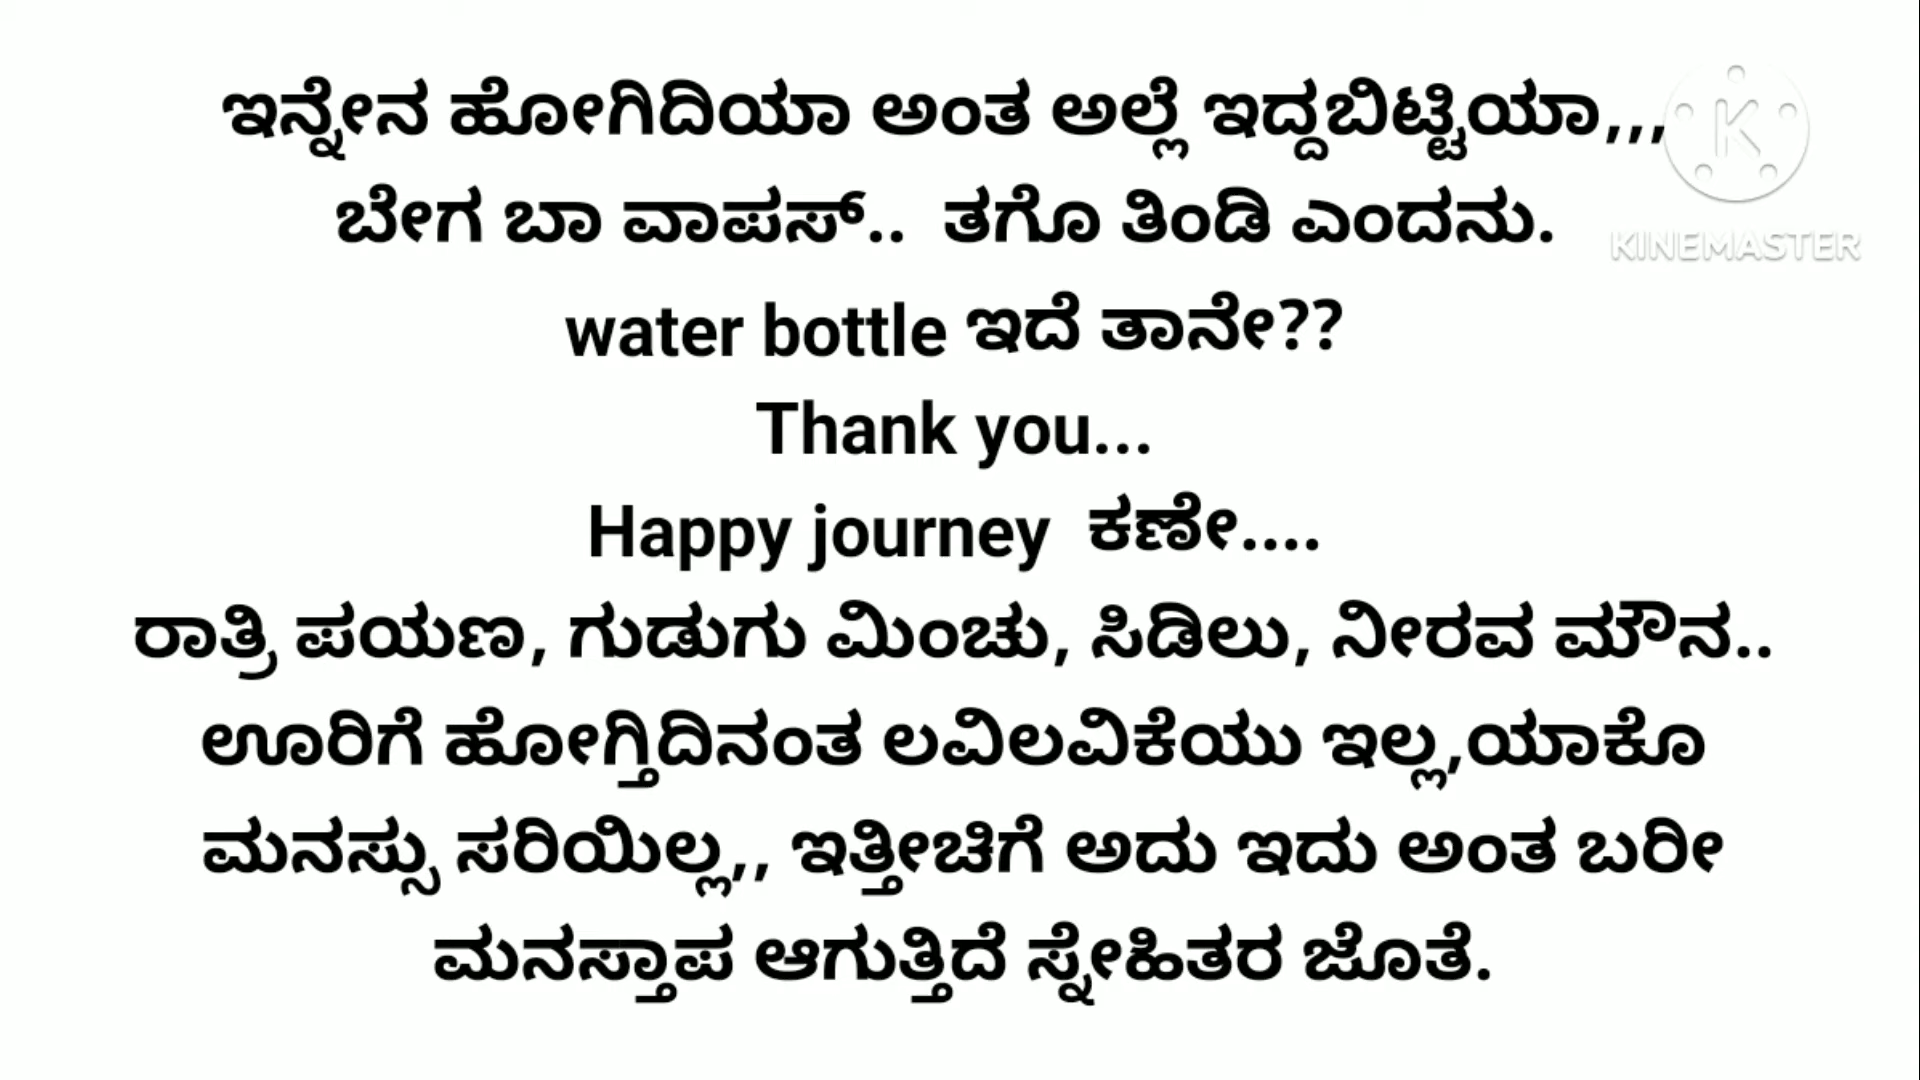 ಇನ್ನೇನ ಹೋಗಿದಿಯಾ ಅಂತ ಅಲ್ಲೆ ಇದ್ದಬಿಟ್ಟಿಯಾ,,,
ಬೇಗ ಬಾ ವಾಪಸ್..  ತಗೊ ತಿಂಡಿ ಎಂದನು.
KINEMASTER
water bottle ಇದೆ ತಾನೇ??
Thank you...
Happy journey  ಕಣೇ....
ರಾತ್ರಿ ಪಯಣ, ಗುಡುಗು ಮಿಂಚು, ಸಿಡಿಲು, ನೀರವ ಮೌನ..
ಊರಿಗೆ ಹೋಗ್ತಿದಿನಂತ ಲವಿಲವಿಕೆಯು ಇಲ್ಲ,ಯಾಕೊ
ಮನಸ್ಸು ಸರಿಯಿಲ್ಲ,, ಇತ್ತೀಚಿಗೆ ಅದು ಇದು ಅಂತ ಬರೀ
ಮನಸ್ತಾಪ ಆಗುತ್ತಿದೆ ಸ್ನೇಹಿತರ ಜೊತೆ.